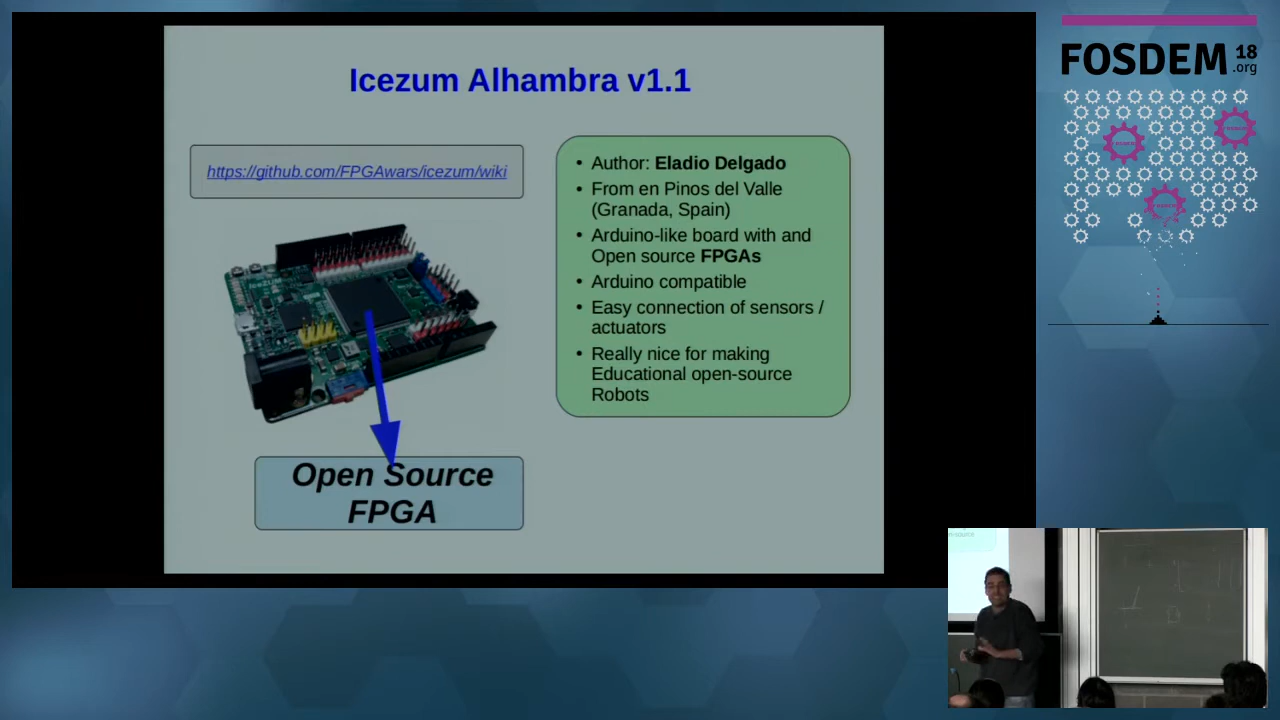 Icezum Alhambra v1.1
https://github.com/FPGAwars/icezum/wiki
• Author: Eladio Delgado
• From en Pinos del Valle
(Granada, Spain)
• Arduino-like board with and
Open source FPGAs
• Arduino compatible
• Easy connection of sensors /
actuators
• Really nice for making
Educational open-source
Robots
Open Source
FPGA
FOSDEM 18
.org